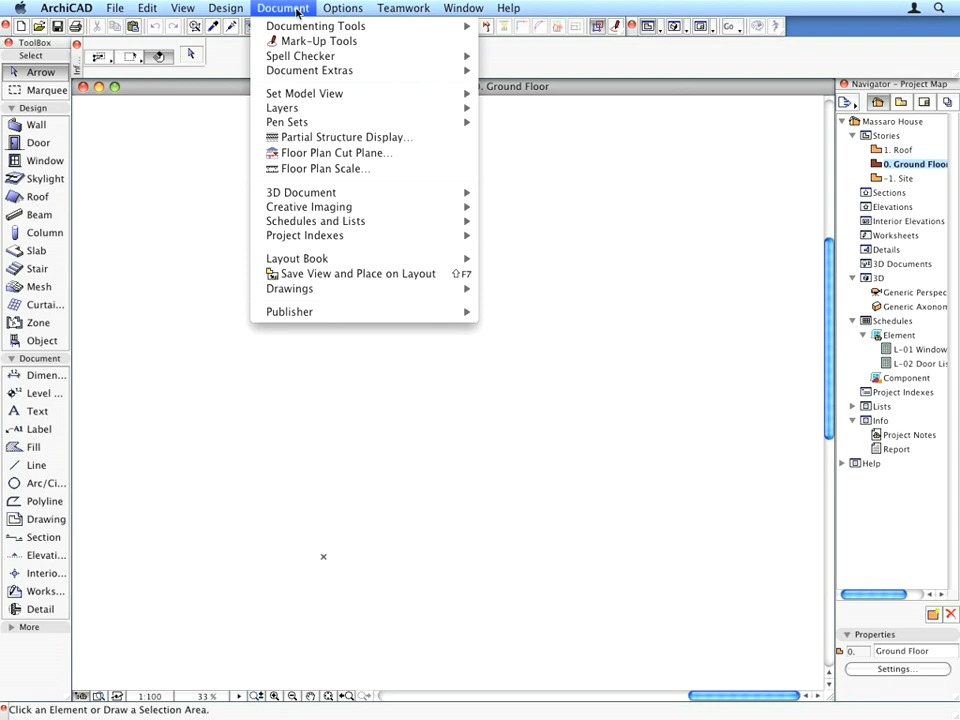 ArchiCAD File Edit View Design Document Options Teamwork Window Help
Go...
ToolBox
Select
Arrow
Marquee
Design
Wall
Door
Window
Skylight
Roof
Beam
Column
Slab
Stair
Mesh
Curtai...
Zone
Object
Document
Dimen...
Level ...
Text
Label
Fill
Line
Arc/Ci...
Polyline
Drawing
Section
Elevati...
Interio...
Works...
Detail
More
Documenting Tools
Mark-Up Tools
Spell Checker
Document Extras
Set Model View
Layers
Pen Sets
Partial Structure Display...
Floor Plan Cut Plane...
Floor Plan Scale...
3D Document
Creative Imaging
Schedules and Lists
Project Indexes
Layout Book
Save View and Place on Layout ⇧F7
Drawings
Publisher
0. Ground Floor
Navigator - Project Map
Massaro House
Stories
1. Roof
0. Ground Floor
-1. Site
Sections
Elevations
Interior Elevations
Worksheets
Details
3D Documents
3D
Generic Perspec
Generic Axonom
Schedules
Element
L-01 Window
L-02 Door Lis
Component
Project Indexes
Lists
Info
Project Notes
Report
Help
Properties
0. Ground Floor
Settings...
1:100 33 %
Click an Element or Draw a Selection Area.